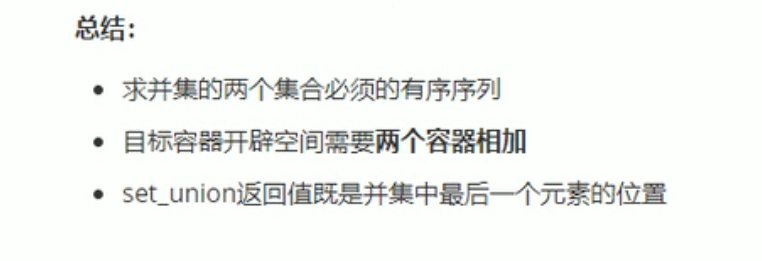 总结：
求并集的两个集合必须的有序序列
目标容器开辟空间需要两个容器相加
set_union返回值既是并集中最后一个元素的位置